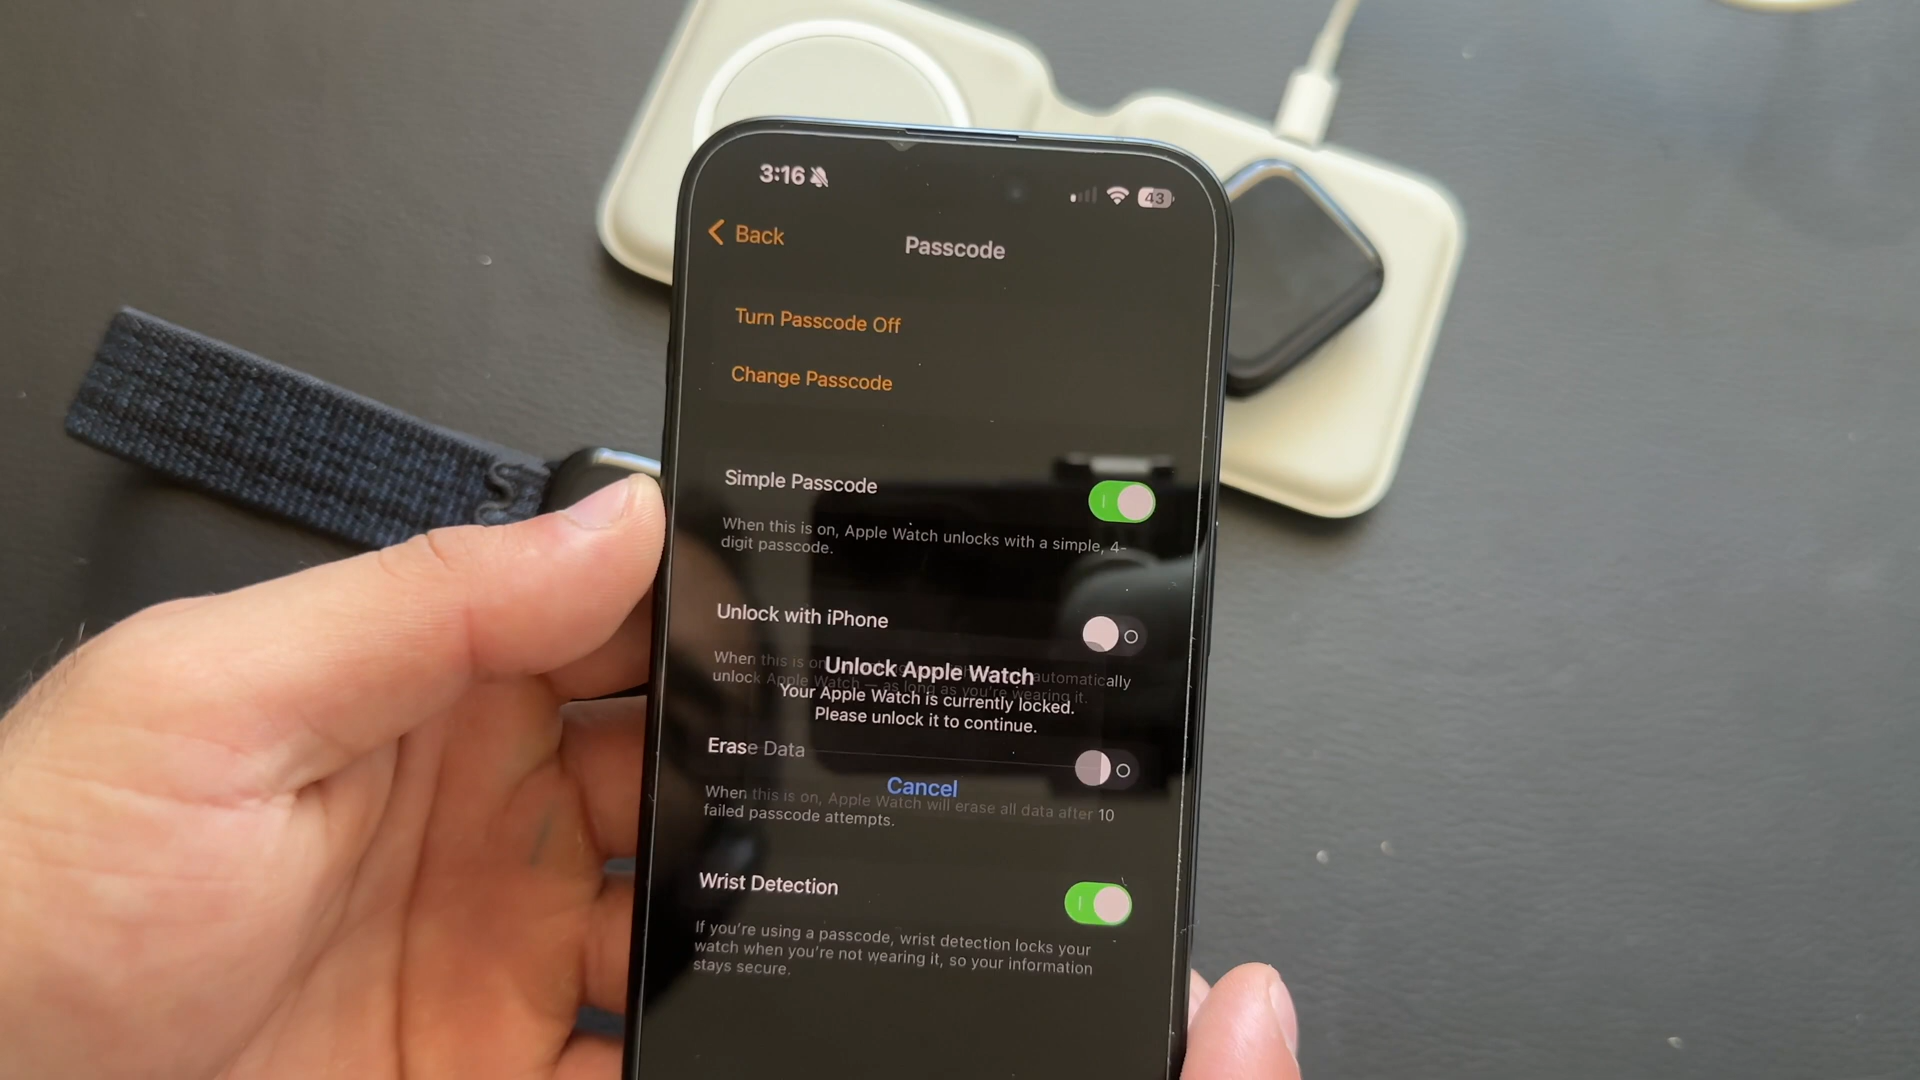 3:16
43
Back
Passcode
Turn Passcode Off
Change Passcode
Simple Passcode
When this is on, Apple Watch unlocks with a simple, 4-
digit passcode.
Unlock with iPhone
When this is on automatically
unlock Apple Watch — as long as you're wearing it.
Unlock Apple Watch
Your Apple Watch is currently locked.
Please unlock it to continue.
Cancel
Erase Data
When this is on, Apple Watch will erase all data after 10
failed passcode attempts.
Wrist Detection
If you're using a passcode, wrist detection locks your
watch when you're not wearing it, so your information
stays secure.